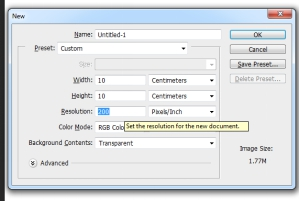 New
Name: Untitled-1
OK
Preset: Custom
Cancel
Size:
Save Preset...
Width: 10 Centimeters
Delete Preset...
Height: 10 Centimeters
Resolution: 200 Pixels/Inch
Color Mode: RGB Colo Set the resolution for the new document.
Background Contents: Transparent
Image Size:
1.77M
Advanced